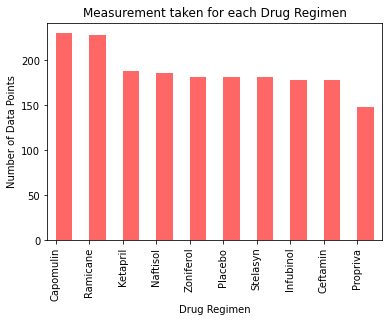 Measurement taken for each Drug Regimen
Number of Data Points
200
150
100
50
0
Capomulin
Ramicane
Ketapril
Naftisol
Zoniferol
Placebo
Stelasyn
Infubinol
Ceftamin
Propriva
Drug Regimen